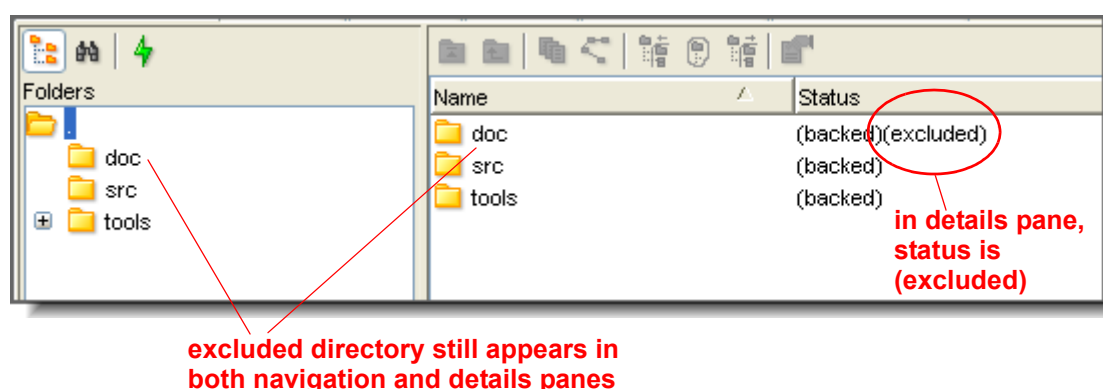 Folders
Name
Status
.
doc
(backed)(excluded)
doc
src
(backed)
src
tools
(backed)
tools
in details pane,
status is
(excluded)
excluded directory still appears in
both navigation and details panes